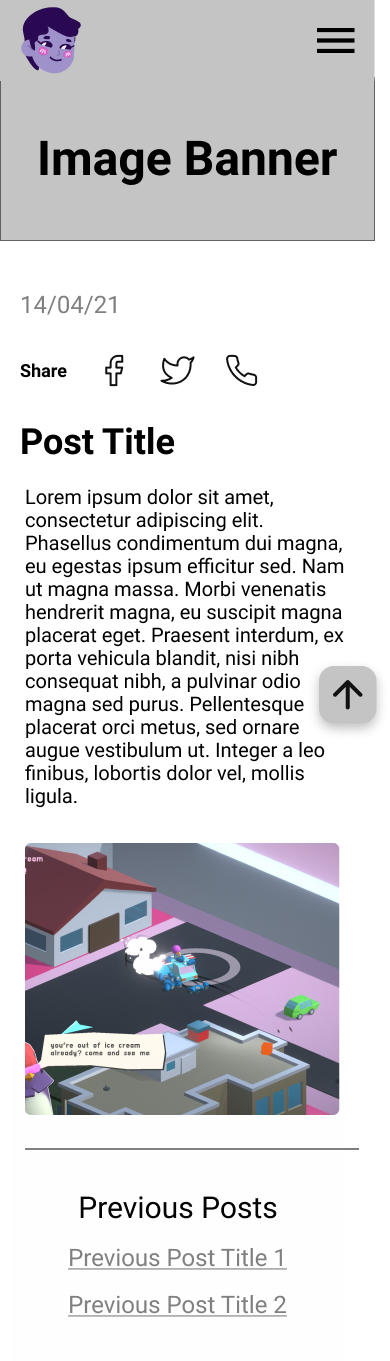 Image Banner
14/04/21
Share
Post Title
Lorem ipsum dolor sit amet,
consectetur adipiscing elit.
Phasellus condimentum dui magna,
eu egestas ipsum efficitur sed. Nam
ut magna massa. Morbi venenatis
hendrerit magna, eu suscipit magna
placerat eget. Praesent interdum, ex
porta vehicula blandit, nisi nibh
consequat nibh, a pulvinar odio
magna sed purus. Pellentesque
placerat orci metus, sed ornare
augue vestibulum ut. Integer a leo
finibus, lobortis dolor vel, mollis
ligula.
ream
you're out of ice cream
already? come and see me
Previous Posts
Previous Post Title 1
Previous Post Title 2